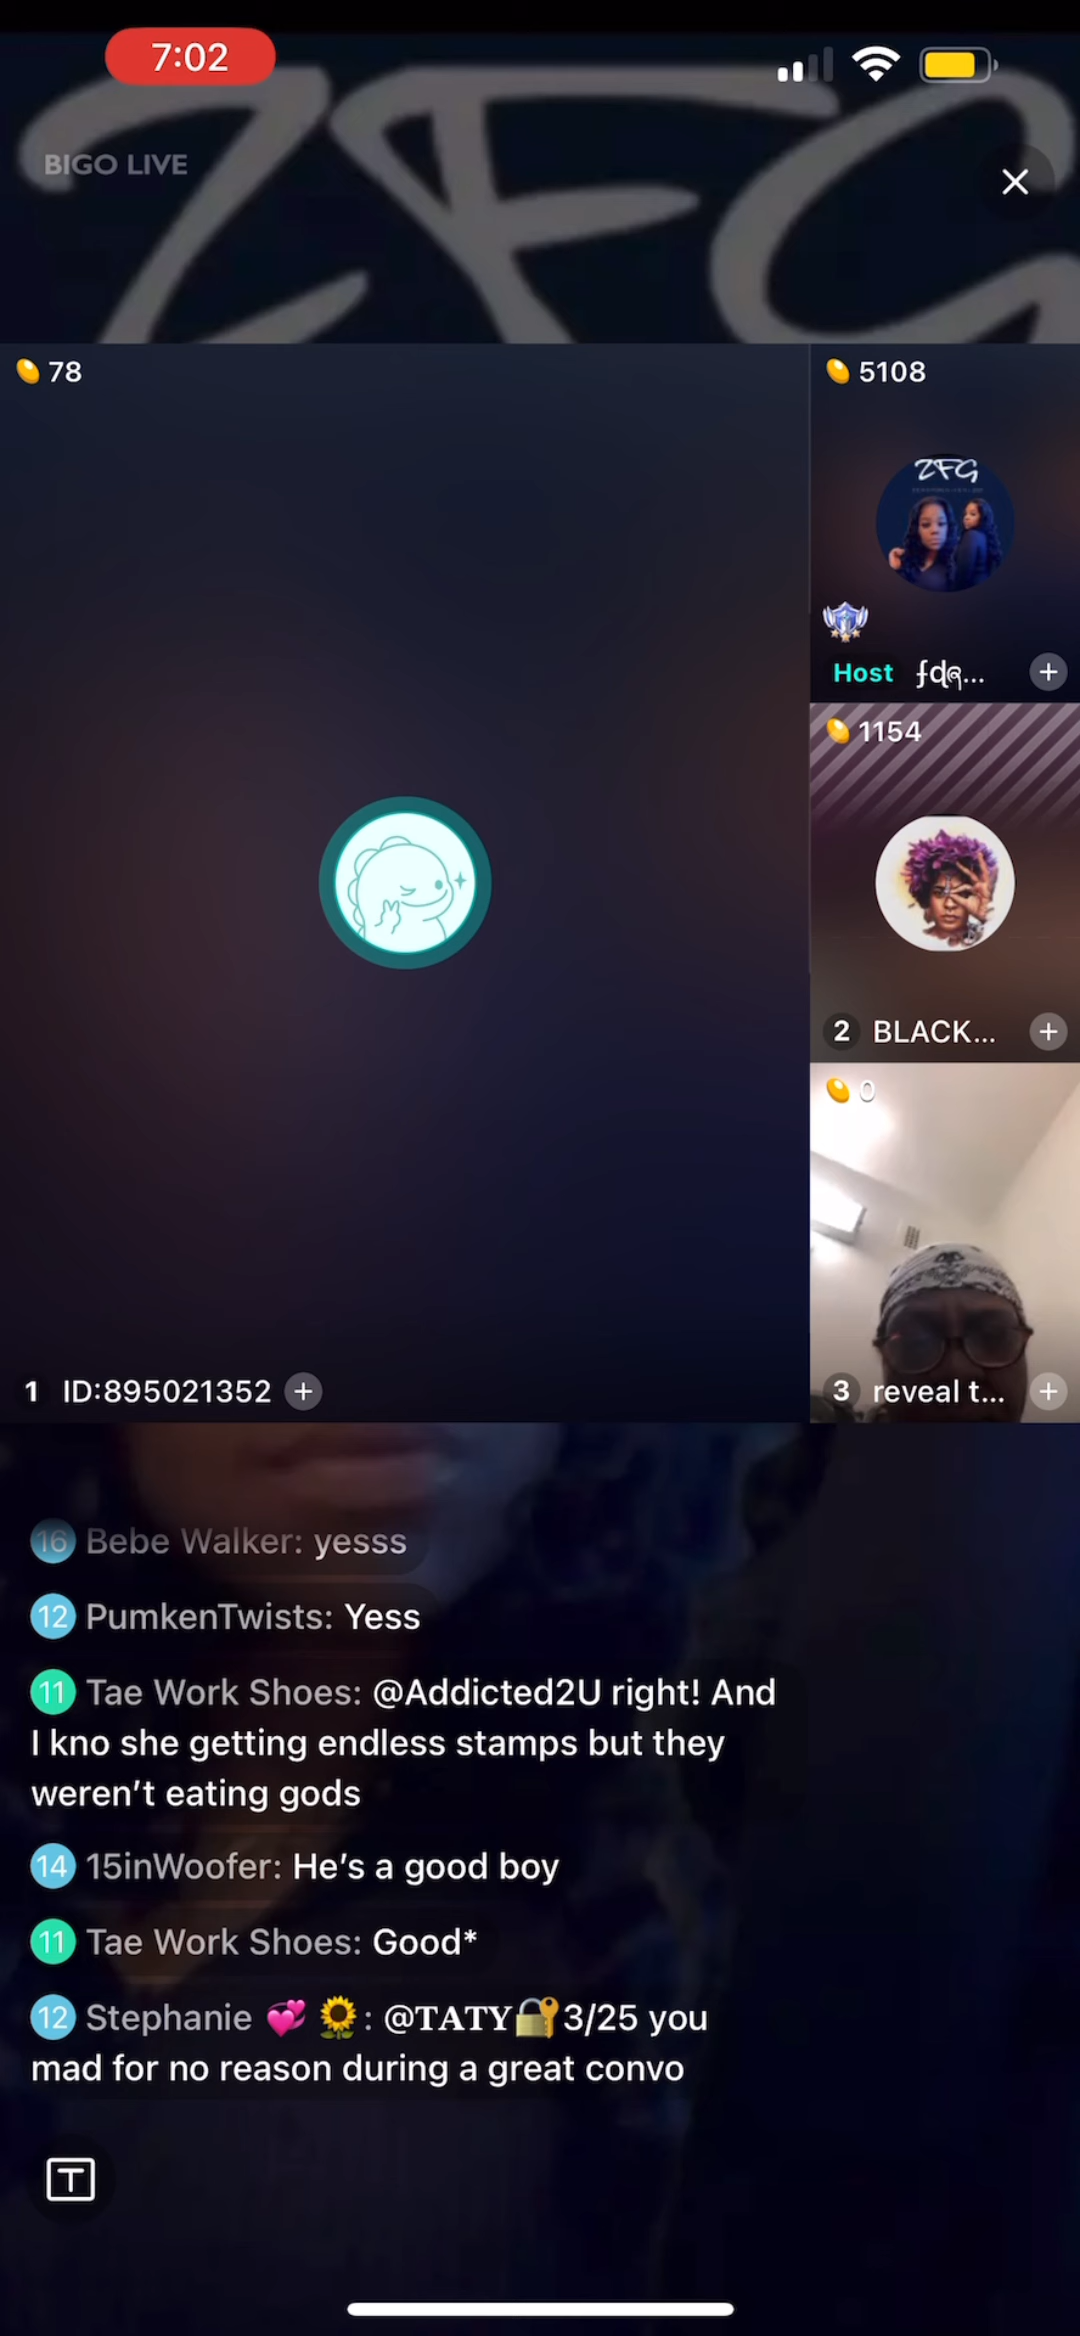 7:02
ZFG
BIGO LIVE
78
5108
ZFG
Host
1154
2 BLACK...
0
1 ID:895021352
3 reveal t...
16 Bebe Walker: yesss
12 PumkenTwists: Yess
11 Tae Work Shoes: @Addicted2U right! And
I kno she getting endless stamps but they
weren’t eating gods
14 15inWoofer: He’s a good boy
11 Tae Work Shoes: Good*
12 Stephanie 💞 🌻: @𝐓𝐀𝐓𝐘🔐3/25 you
mad for no reason during a great convo
T